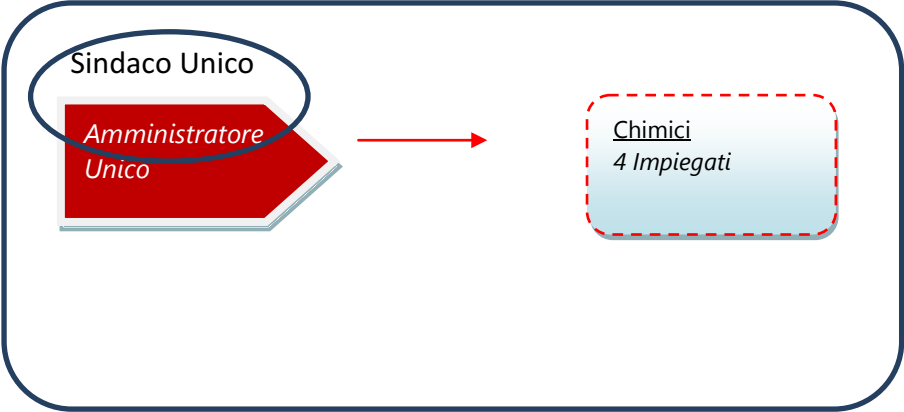 Sindaco Unico
Amministratore
Unico
Chimici
4 Impiegati